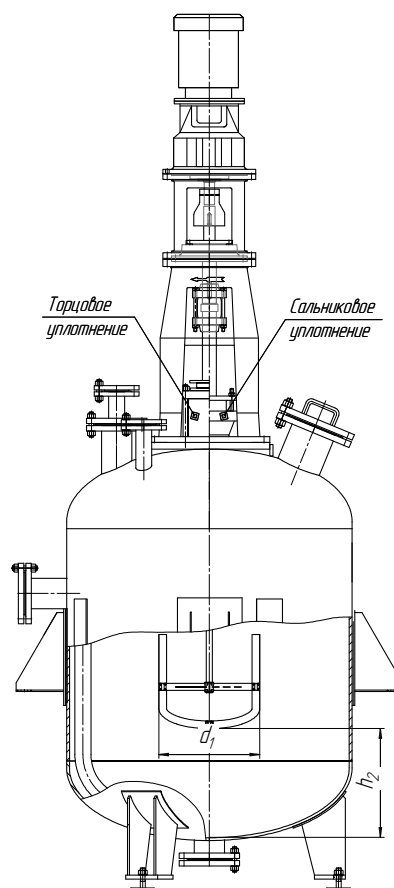 Торцовое
уплотнение
Сальниковое
уплотнение
d₁
h₂